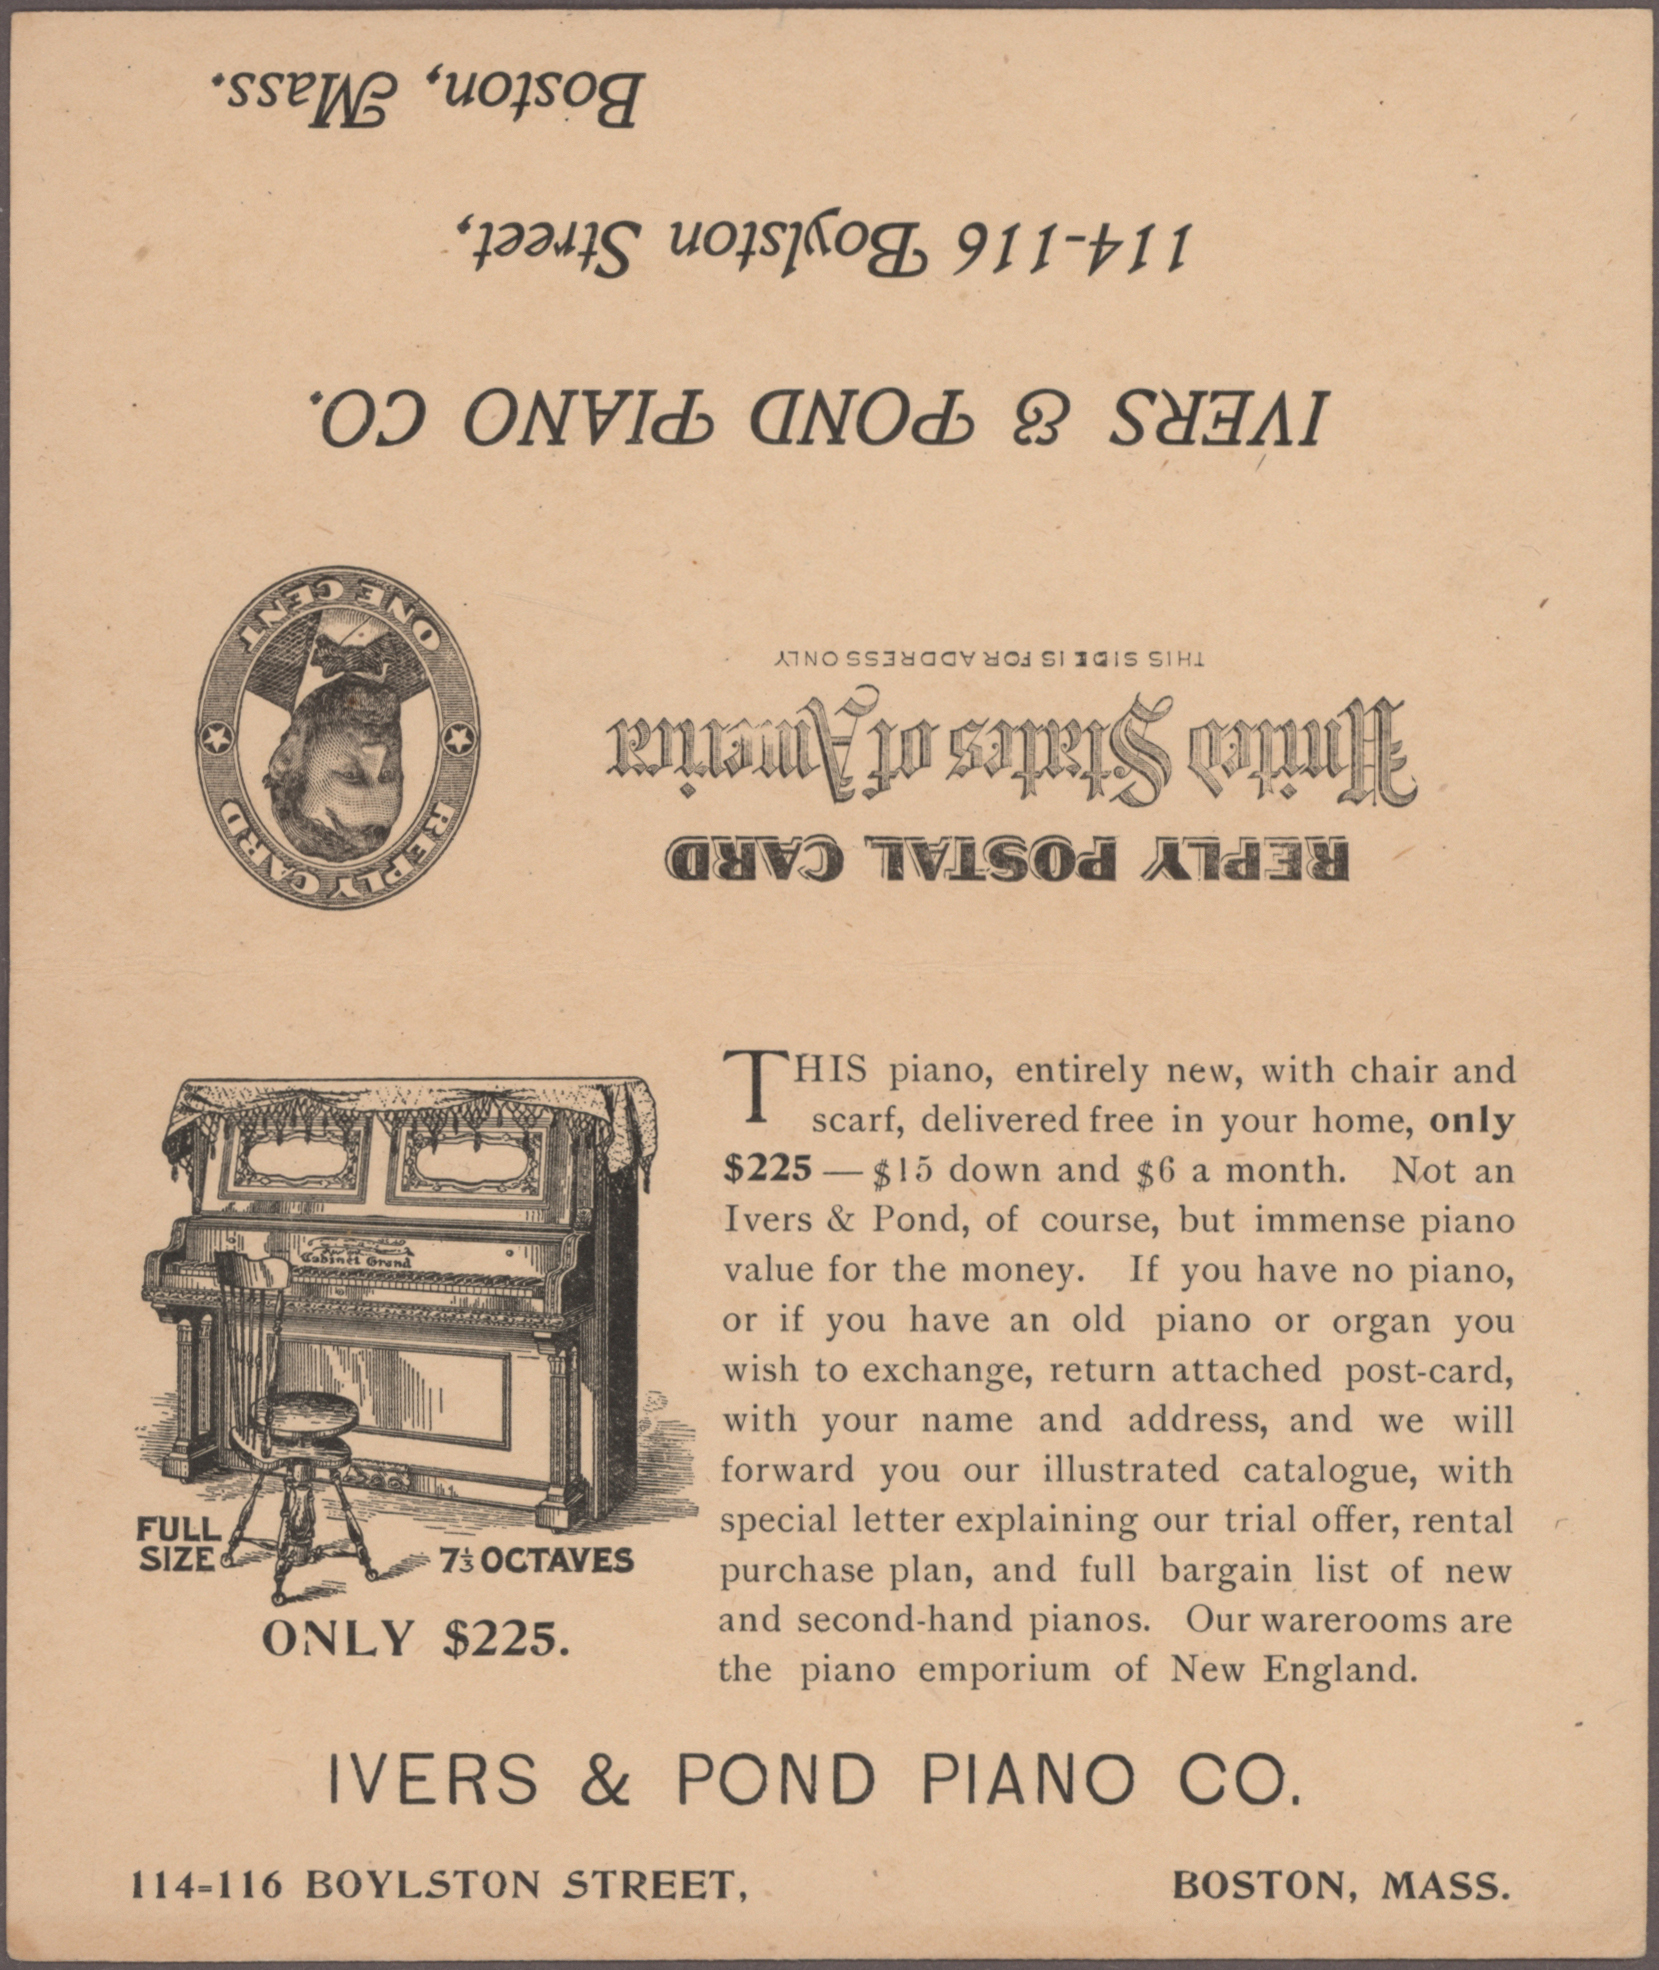 REPLY POSTAL CARD
United States of America
THIS SIDE IS FOR ADDRESS ONLY
REPLY CARD
ONE CENT
IVERS & POND PIANO CO.
114-116 Boylston Street,
Boston, Mass.
Cabinet Grand
FULL
SIZE
7⅓ OCTAVES
ONLY $225.
THIS piano, entirely new, with chair and
scarf, delivered free in your home, only
$225 — $15 down and $6 a month. Not an
Ivers & Pond, of course, but immense piano
value for the money. If you have no piano,
or if you have an old piano or organ you
wish to exchange, return attached post-card,
with your name and address, and we will
forward you our illustrated catalogue, with
special letter explaining our trial offer, rental
purchase plan, and full bargain list of new
and second-hand pianos. Our warerooms are
the piano emporium of New England.
IVERS & POND PIANO CO.
114-116 BOYLSTON STREET, BOSTON, MASS.